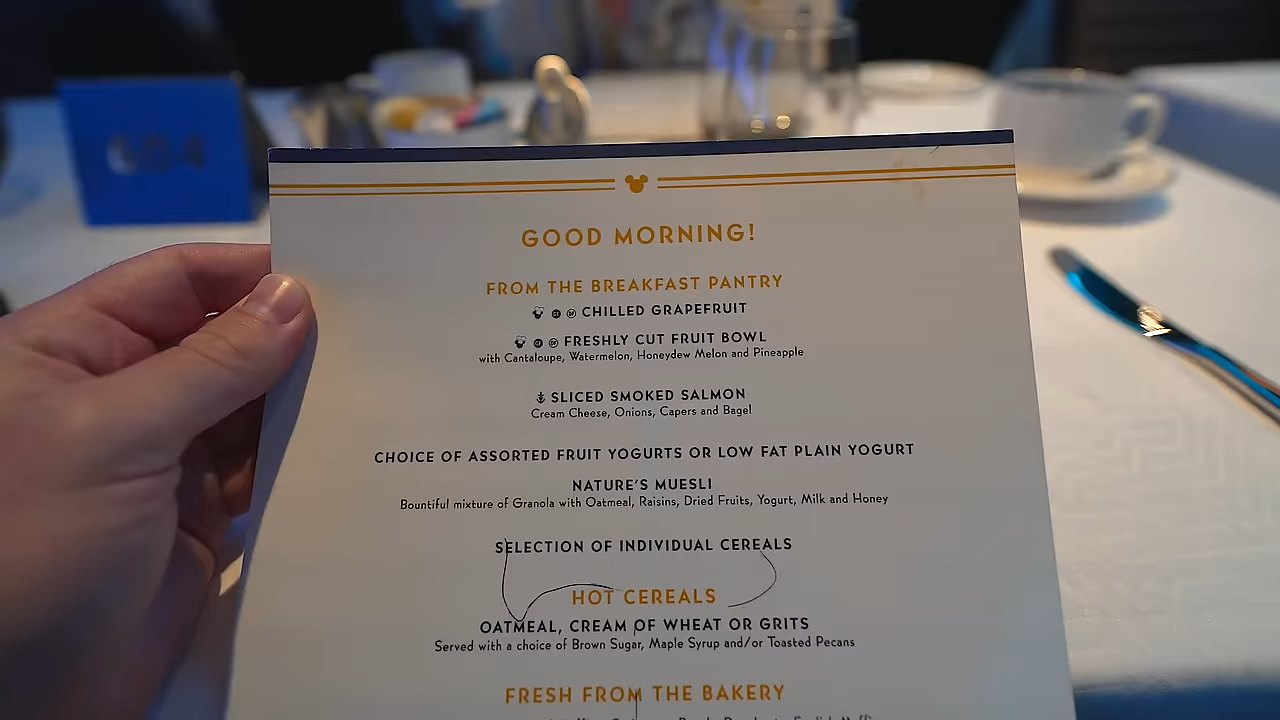 GOOD MORNING!
FROM THE BREAKFAST PANTRY
CHILLED GRAPEFRUIT
FRESHLY CUT FRUIT BOWL
with Cantaloupe, Watermelon, Honeydew Melon and Pineapple
SLICED SMOKED SALMON
Cream Cheese, Onions, Capers and Bagel
CHOICE OF ASSORTED FRUIT YOGURTS OR LOW FAT PLAIN YOGURT
NATURE'S MUESLI
Bountiful mixture of Granola with Oatmeal, Raisins, Dried Fruits, Yogurt, Milk and Honey
SELECTION OF INDIVIDUAL CEREALS
HOT CEREALS
OATMEAL, CREAM OF WHEAT OR GRITS
Served with a choice of Brown Sugar, Maple Syrup and/or Toasted Pecans
FRESH FROM THE BAKERY